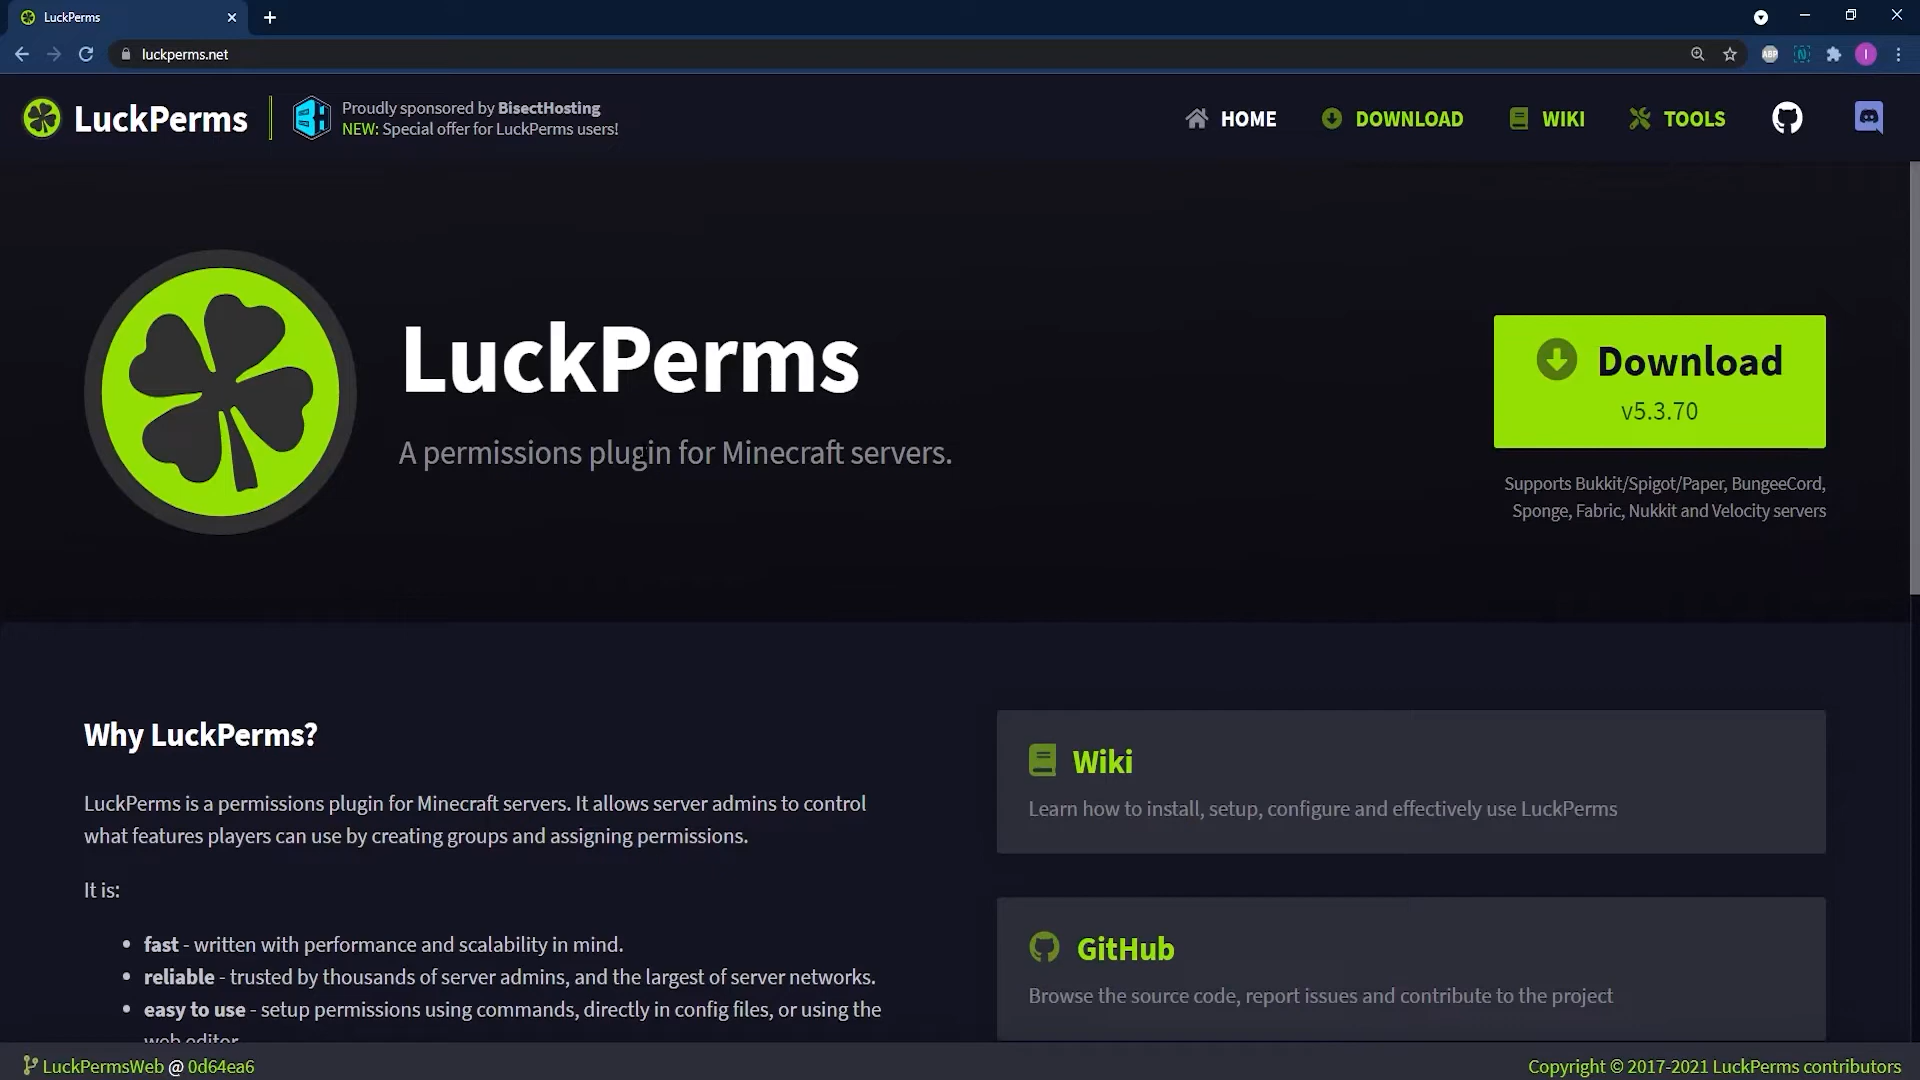 LuckPerms
luckperms.net
ABP
N
I
LuckPerms
Proudly sponsored by BisectHosting
NEW: Special offer for LuckPerms users!
HOME
DOWNLOAD
WIKI
TOOLS
LuckPerms
A permissions plugin for Minecraft servers.
Download
v5.3.70
Supports Bukkit/Spigot/Paper, BungeeCord,
Sponge, Fabric, Nukkit and Velocity servers
Why LuckPerms?
LuckPerms is a permissions plugin for Minecraft servers. It allows server admins to control
what features players can use by creating groups and assigning permissions.
It is:
• fast - written with performance and scalability in mind.
• reliable - trusted by thousands of server admins, and the largest of server networks.
• easy to use - setup permissions using commands, directly in config files, or using the
web editor
Wiki
Learn how to install, setup, configure and effectively use LuckPerms
GitHub
Browse the source code, report issues and contribute to the project
LuckPermsWeb @ 0d64ea6
Copyright © 2017-2021 LuckPerms contributors